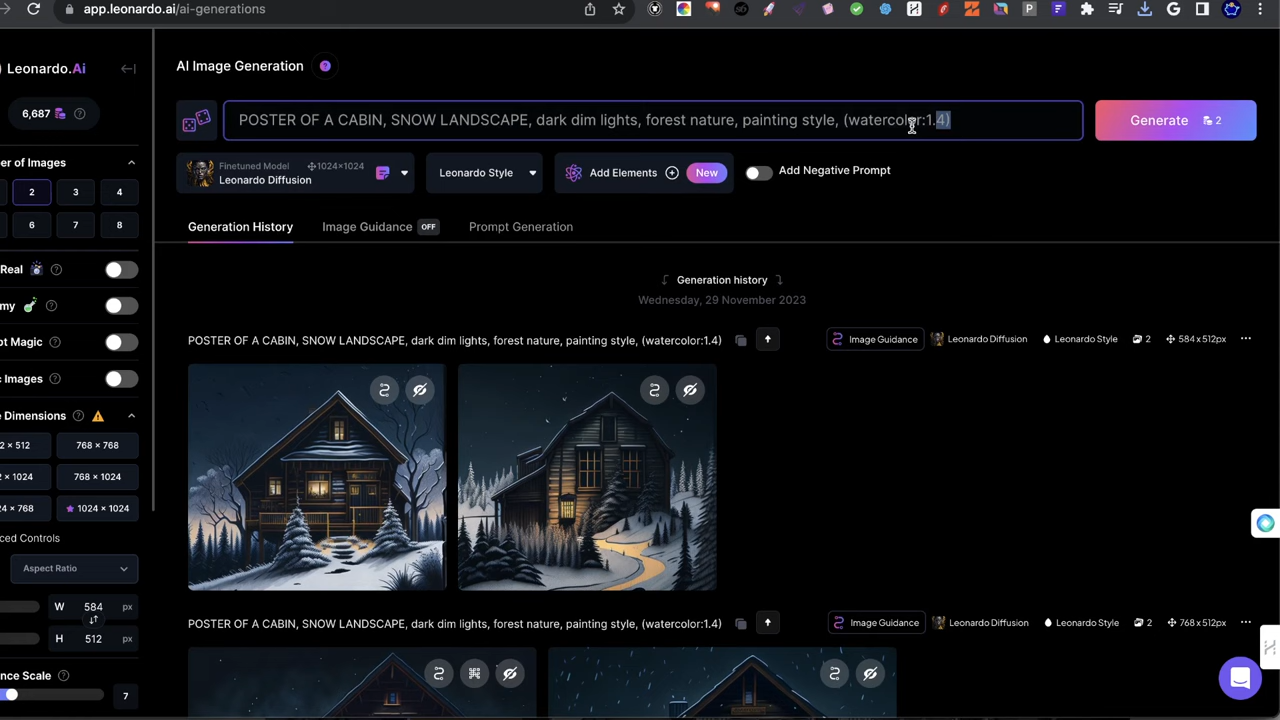 app.leonardo.ai/ai-generations
Leonardo.Ai
6,687
er of Images
2
3
4
6
7
8
Real
my
pt Magic
c Images
e Dimensions
2 × 512
768 × 768
2 × 1024
768 × 1024
4 × 768
1024 × 1024
ced Controls
Aspect Ratio
W 584 px
H 512 px
nce Scale
7
AI Image Generation
POSTER OF A CABIN, SNOW LANDSCAPE, dark dim lights, forest nature, painting style, (watercolor:1.4)
Generate 2
Finetuned Model 1024×1024
Leonardo Diffusion
Leonardo Style
Add Elements
New
Add Negative Prompt
Generation History
Image Guidance OFF
Prompt Generation
Generation history
Wednesday, 29 November 2023
POSTER OF A CABIN, SNOW LANDSCAPE, dark dim lights, forest nature, painting style, (watercolor:1.4)
Image Guidance
Leonardo Diffusion
Leonardo Style
2
584 x 512px
POSTER OF A CABIN, SNOW LANDSCAPE, dark dim lights, forest nature, painting style, (watercolor:1.4)
Image Guidance
Leonardo Diffusion
Leonardo Style
2
768 x 512px